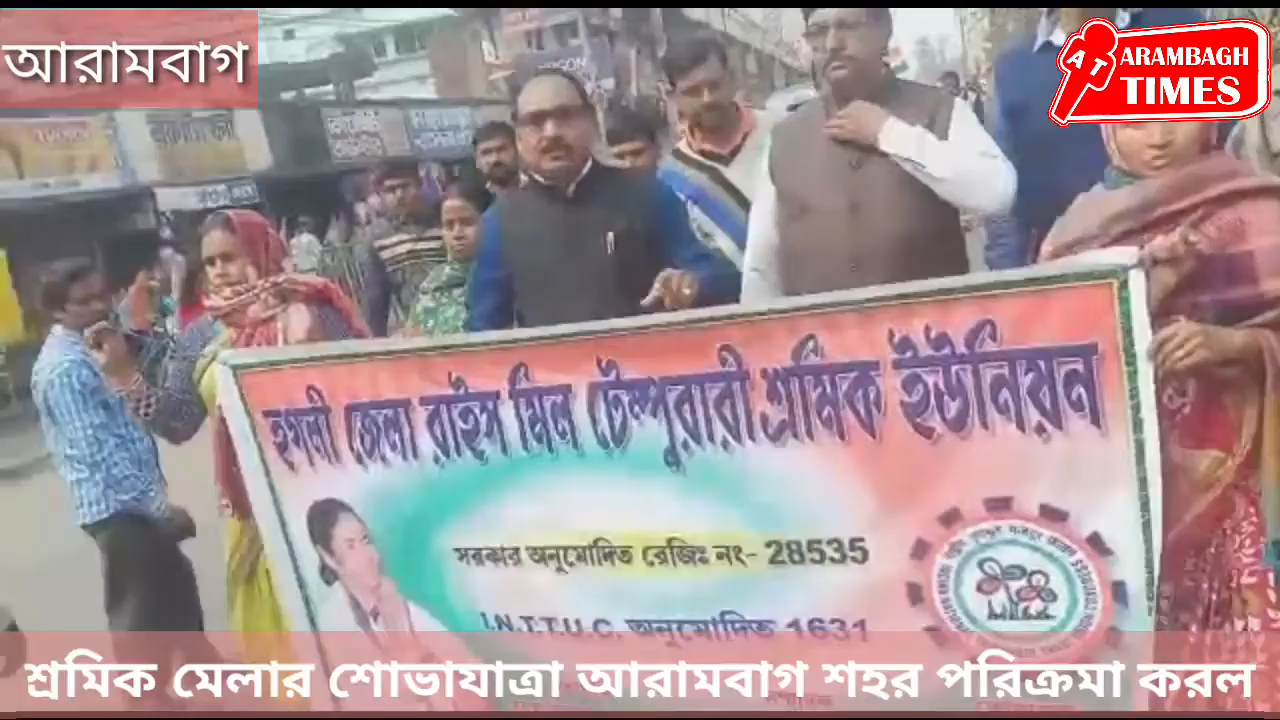 আরামবাগ
ARAMBAGH
AT
TIMES
হুগলী জেলা রাইস মিল টেম্পুরারী শ্রমিক ইউনিয়ন
সরকার অনুমোদিত রেজিঃ নং- 28535
I.N.T.T.U.C. অনুমোদিত 1631
শ্রমিক মেলার শোভাযাত্রা আরামবাগ শহর পরিক্রমা করল